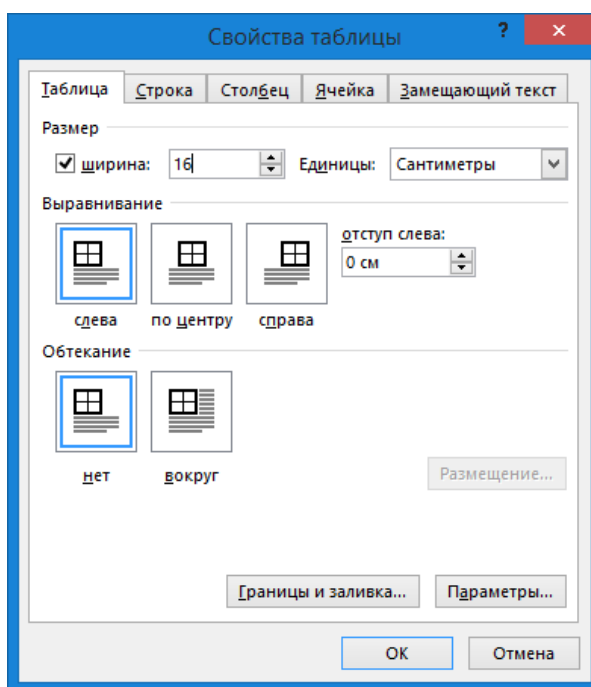 Свойства таблицы ? ×
Таблица Строка Столбец Ячейка Замещающий текст
Размер
ширина: 16 Единицы: Сантиметры
Выравнивание
отступ слева:
0 см
слева по центру справа
Обтекание
нет вокруг
Размещение...
Границы и заливка... Параметры...
ОК Отмена